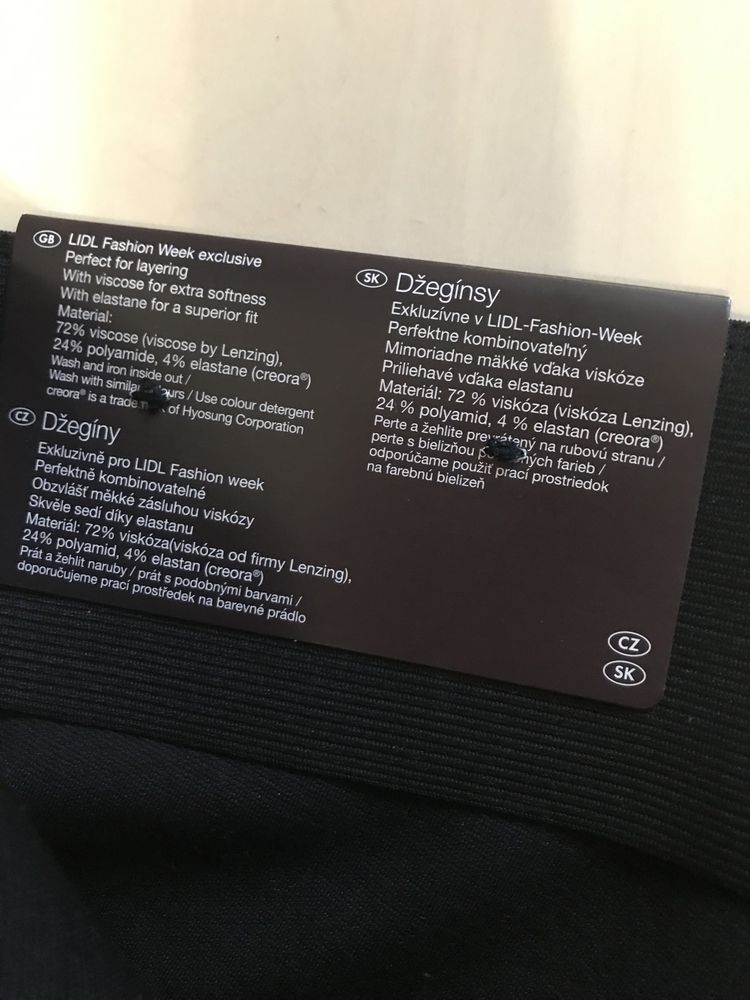 GB LIDL Fashion Week exclusive
Perfect for layering
With viscose for extra softness
With elastane for a superior fit
Material:
72% viscose (viscose by Lenzing),
24% polyamide, 4% elastane (creora®)
Wash and iron inside out /
Wash with similar / Use colour detergent
creora® is a of Hyosung Corporation
CZ Džegíny
Exkluzivně pro LIDL Fashion week
Perfektně kombinovatelné
Obzvlášť měkké zásluhou viskózy
Skvěle sedí díky elastanu
Materiál: 72% viskóza(viskóza od firmy Lenzing),
24% polyamid, 4% elastan (creora®)
Prát a žehlit naruby / prát s podobnými barvami /
doporučujeme prací prostředek na barevné prádlo
SK Džegínsy
Exkluzívne v LIDL-Fashion-Week
Perfektne kombinovateľný
Mimoriadne mäkké vďaka viskóze
Priliehavé vďaka elastanu
Materiál: 72 % viskóza (viskóza Lenzing),
24 % polyamid, 4 % elastan (creora®)
Perte a žehlite na rubovú stranu /
perte s bielizňou farieb /
odporúčame použiť prací prostriedok
na farebnú bielizeň
CZ
SK